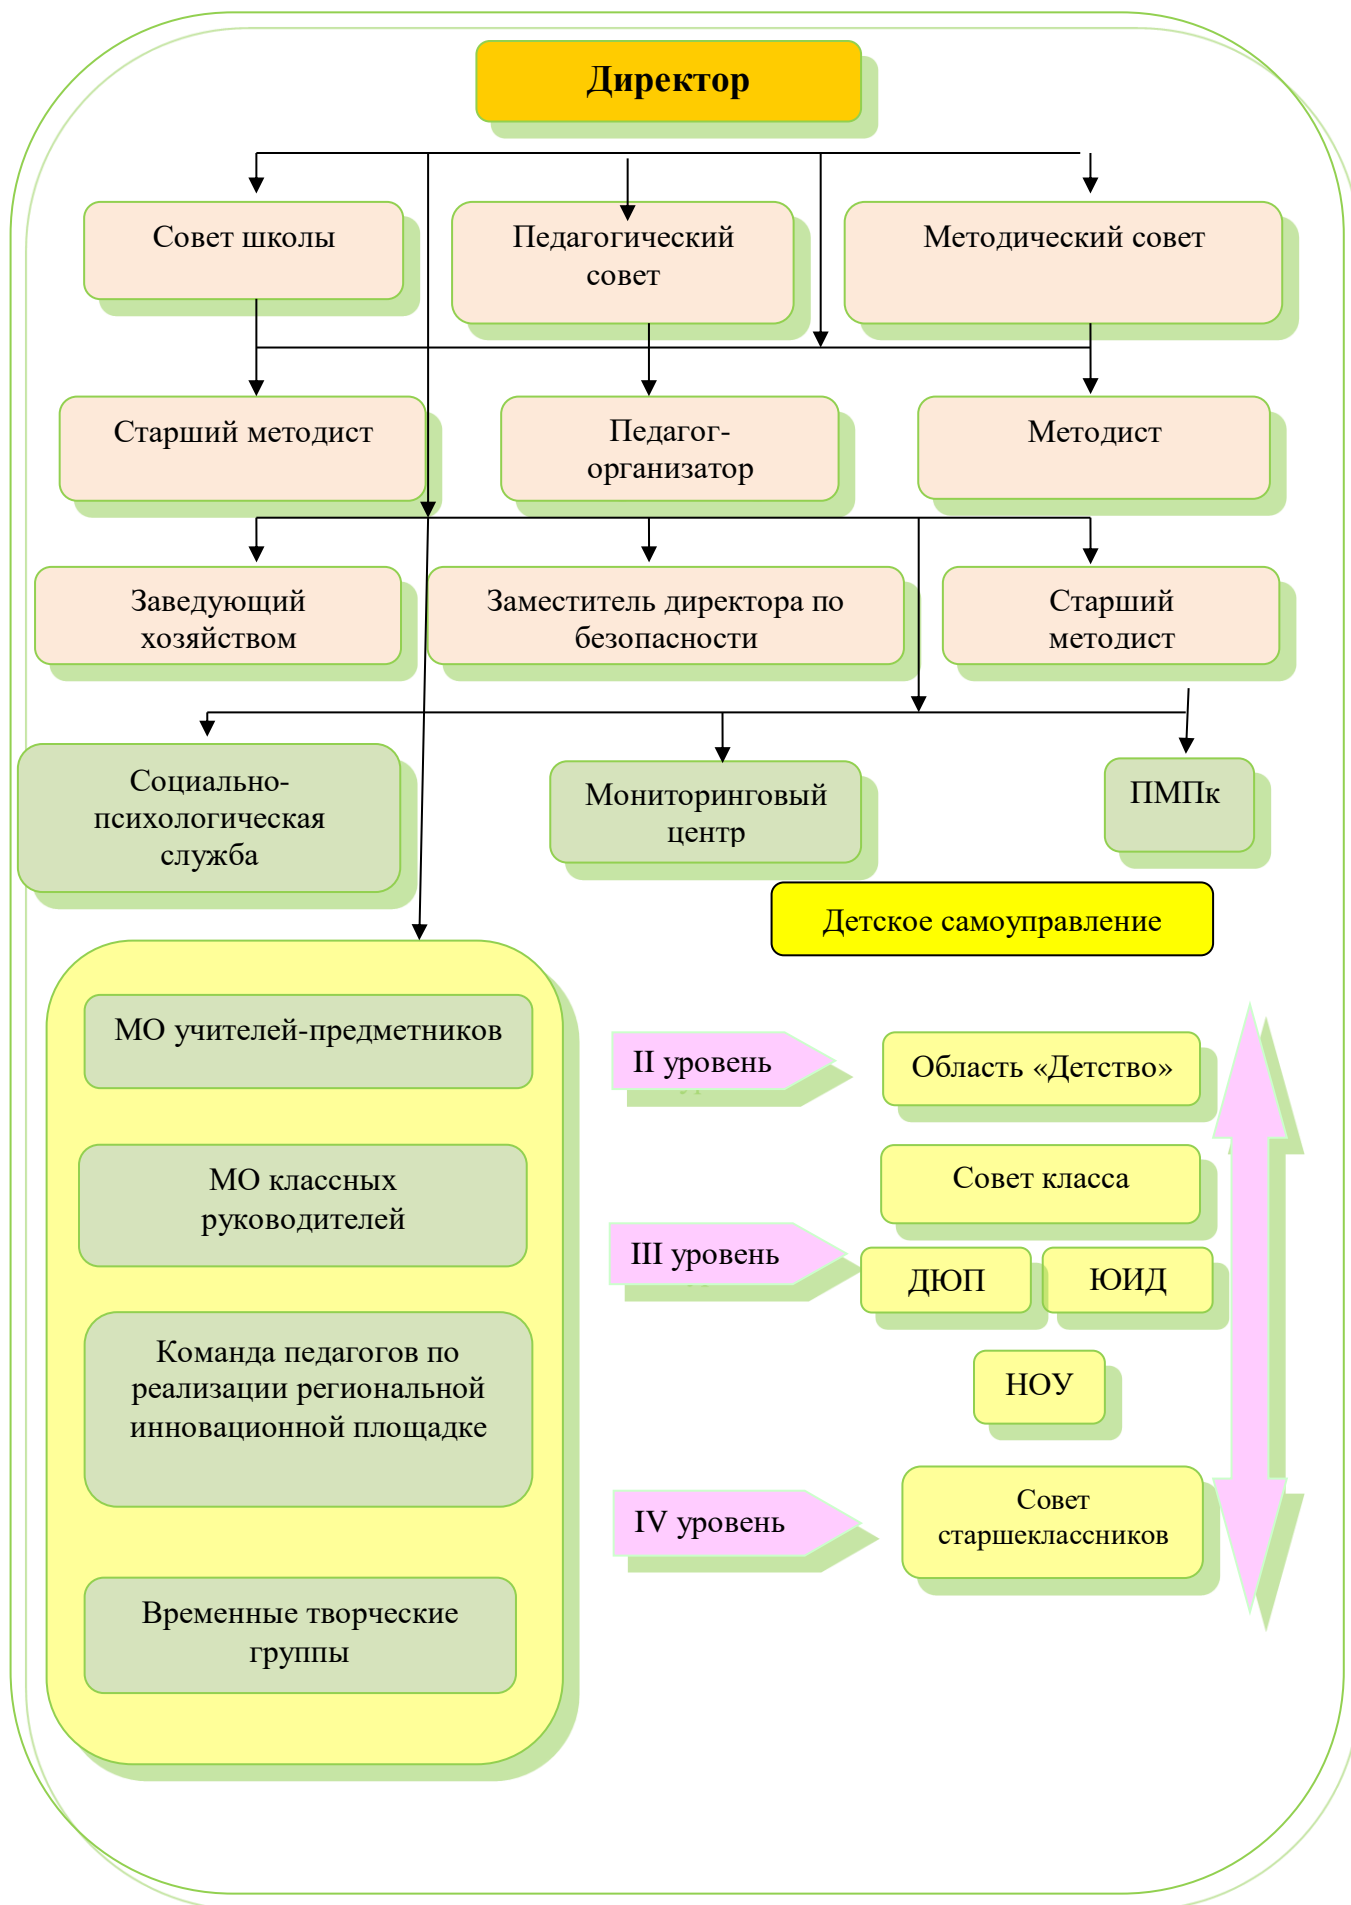 Директор
Совет школы
Педагогический
совет
Методический совет
Старший методист
Педагог-
организатор
Методист
Заведующий
хозяйством
Заместитель директора по
безопасности
Старший
методист
Социально-
психологическая
служба
Мониторинговый
центр
ПМПк
Детское самоуправление
МО учителей-предметников
МО классных
руководителей
Команда педагогов по
реализации региональной
инновационной площадке
Временные творческие
группы
II уровень
Область «Детство»
Совет класса
III уровень
ДЮП
ЮИД
НОУ
IV уровень
Совет
старшеклассников